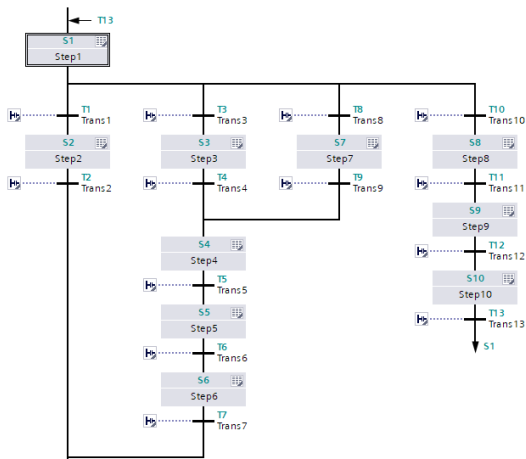 T13
S1
Step1
T1
Trans1
T3
Trans3
T8
Trans8
T10
Trans10
S2
Step2
S3
Step3
S7
Step7
S8
Step8
T2
Trans2
T4
Trans4
T9
Trans9
T11
Trans11
S9
Step9
S4
Step4
T12
Trans12
T5
Trans5
S10
Step10
S5
Step5
T13
Trans13
S1
T6
Trans6
S6
Step6
T7
Trans7